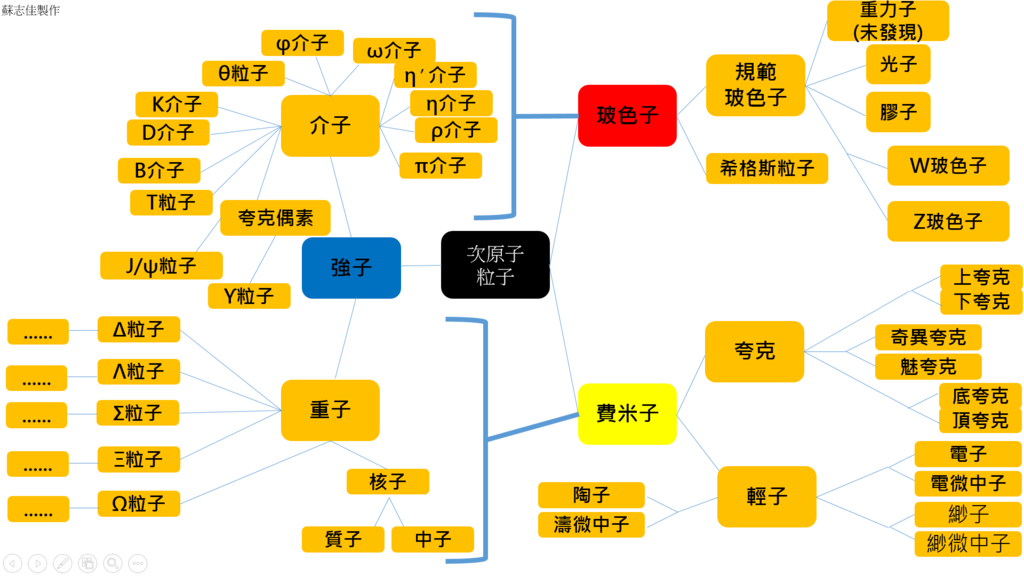 蘇志佳製作
φ介子
ω介子
θ粒子
η′介子
K介子
η介子
D介子
ρ介子
介子
B介子
π介子
T粒子
夸克偶素
J/ψ粒子
Υ粒子
強子
次原子
粒子
玻色子
規範
玻色子
重力子
(未發現)
光子
膠子
W玻色子
Z玻色子
希格斯粒子
重子
Δ粒子
......
Λ粒子
......
Σ粒子
......
Ξ粒子
......
Ω粒子
......
核子
質子
中子
費米子
夸克
上夸克
下夸克
奇異夸克
魅夸克
底夸克
頂夸克
輕子
電子
電微中子
緲子
緲微中子
陶子
濤微中子